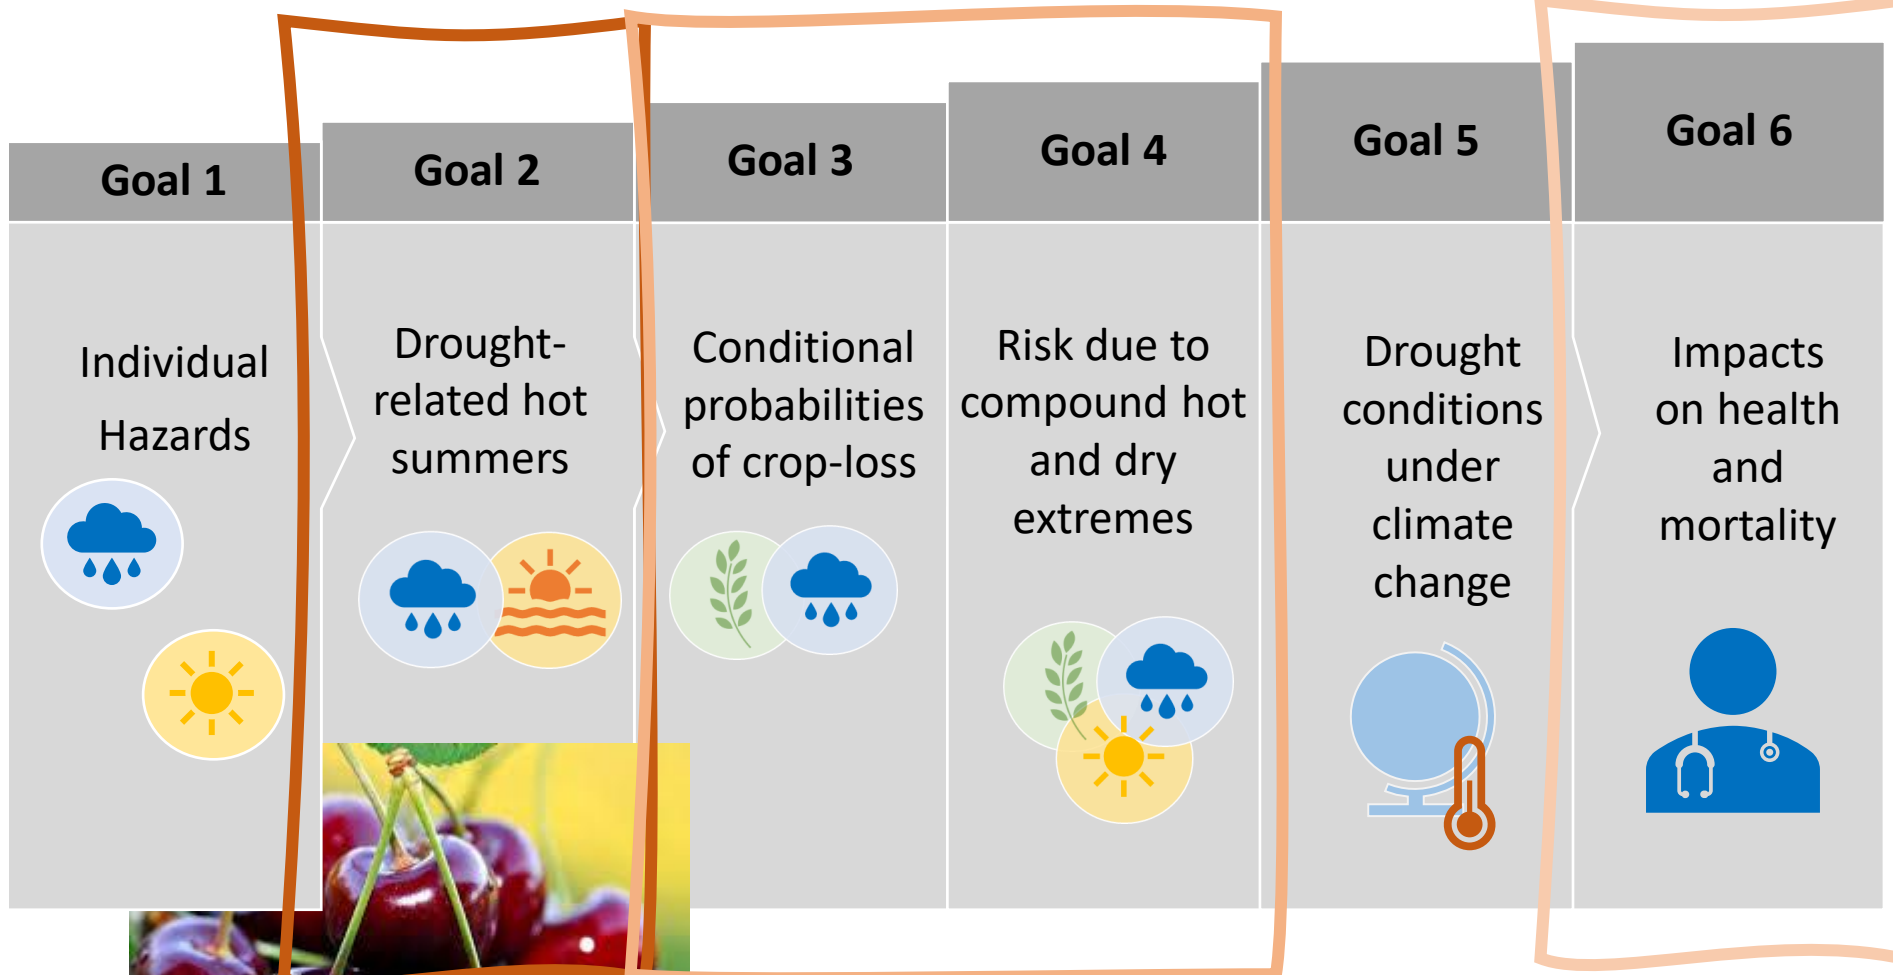 Goal 1
Individual
Hazards
Goal 2
Drought-
related hot
summers
Goal 3
Conditional
probabilities
of crop-loss
Goal 4
Risk due to
compound hot
and dry
extremes
Goal 5
Drought
conditions
under
climate
change
Goal 6
Impacts
on health
and
mortality